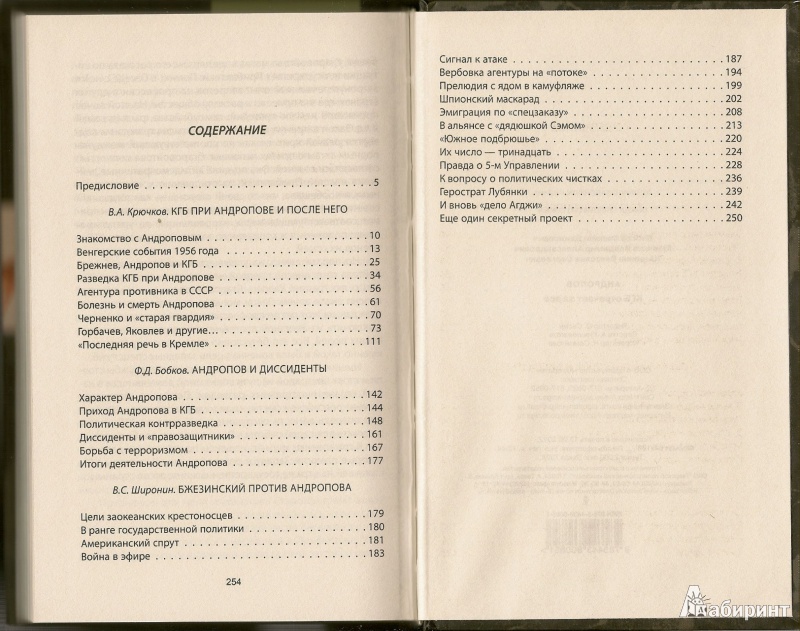 СОДЕРЖАНИЕ
Предисловие . . . . . . . . . . . . . . . . . . . . . . 5
В.А. Крючков. КГБ ПРИ АНДРОПОВЕ И ПОСЛЕ НЕГО
Знакомство с Андроповым . . . . . . . . . . . . . . . . 10
Венгерские события 1956 года . . . . . . . . . . . . . . 13
Брежнев, Андропов и КГБ . . . . . . . . . . . . . . . . 25
Разведка КГБ при Андропове . . . . . . . . . . . . . . . 34
Агентура противника в СССР . . . . . . . . . . . . . . . 56
Болезнь и смерть Андропова . . . . . . . . . . . . . . . 61
Черненко и «старая гвардия» . . . . . . . . . . . . . . . 70
Горбачев, Яковлев и другие... . . . . . . . . . . . . . . . 73
«Последняя речь в Кремле» . . . . . . . . . . . . . . . 111
Ф.Д. Бобков. АНДРОПОВ И ДИССИДЕНТЫ
Характер Андропова . . . . . . . . . . . . . . . . . . 142
Приход Андропова в КГБ . . . . . . . . . . . . . . . . 144
Политическая контрразведка . . . . . . . . . . . . . . 148
Диссиденты и «правозащитники» . . . . . . . . . . . . 161
Борьба с терроризмом . . . . . . . . . . . . . . . . . 167
Итоги деятельности Андропова . . . . . . . . . . . . . 177
В.С. Широнин. БЖЕЗИНСКИЙ ПРОТИВ АНДРОПОВА
Цели заокеанских крестоносцев . . . . . . . . . . . . 179
В ранге государственной политики . . . . . . . . . . . 180
Американский спрут . . . . . . . . . . . . . . . . . . 181
Война в эфире . . . . . . . . . . . . . . . . . . . . . 183
254
Сигнал к атаке . . . . . . . . . . . . . . . . . . . . . 187
Вербовка агентуры на «потоке» . . . . . . . . . . . . 194
Прелюдия с ядом в камуфляже . . . . . . . . . . . . . 199
Шпионский маскарад . . . . . . . . . . . . . . . . . . 202
Эмиграция по «спецзаказу» . . . . . . . . . . . . . . 208
В альянсе с «дядюшкой Сэмом» . . . . . . . . . . . . 213
«Южное подбрюшье» . . . . . . . . . . . . . . . . . . 220
Их число — тринадцать . . . . . . . . . . . . . . . . 224
Правда о 5-м Управлении . . . . . . . . . . . . . . . 228
К вопросу о политических чистках . . . . . . . . . . . 236
Герострат Лубянки . . . . . . . . . . . . . . . . . . . 239
И вновь «дело Агджи» . . . . . . . . . . . . . . . . . 242
Еще один секретный проект . . . . . . . . . . . . . . 250
Лабиринт